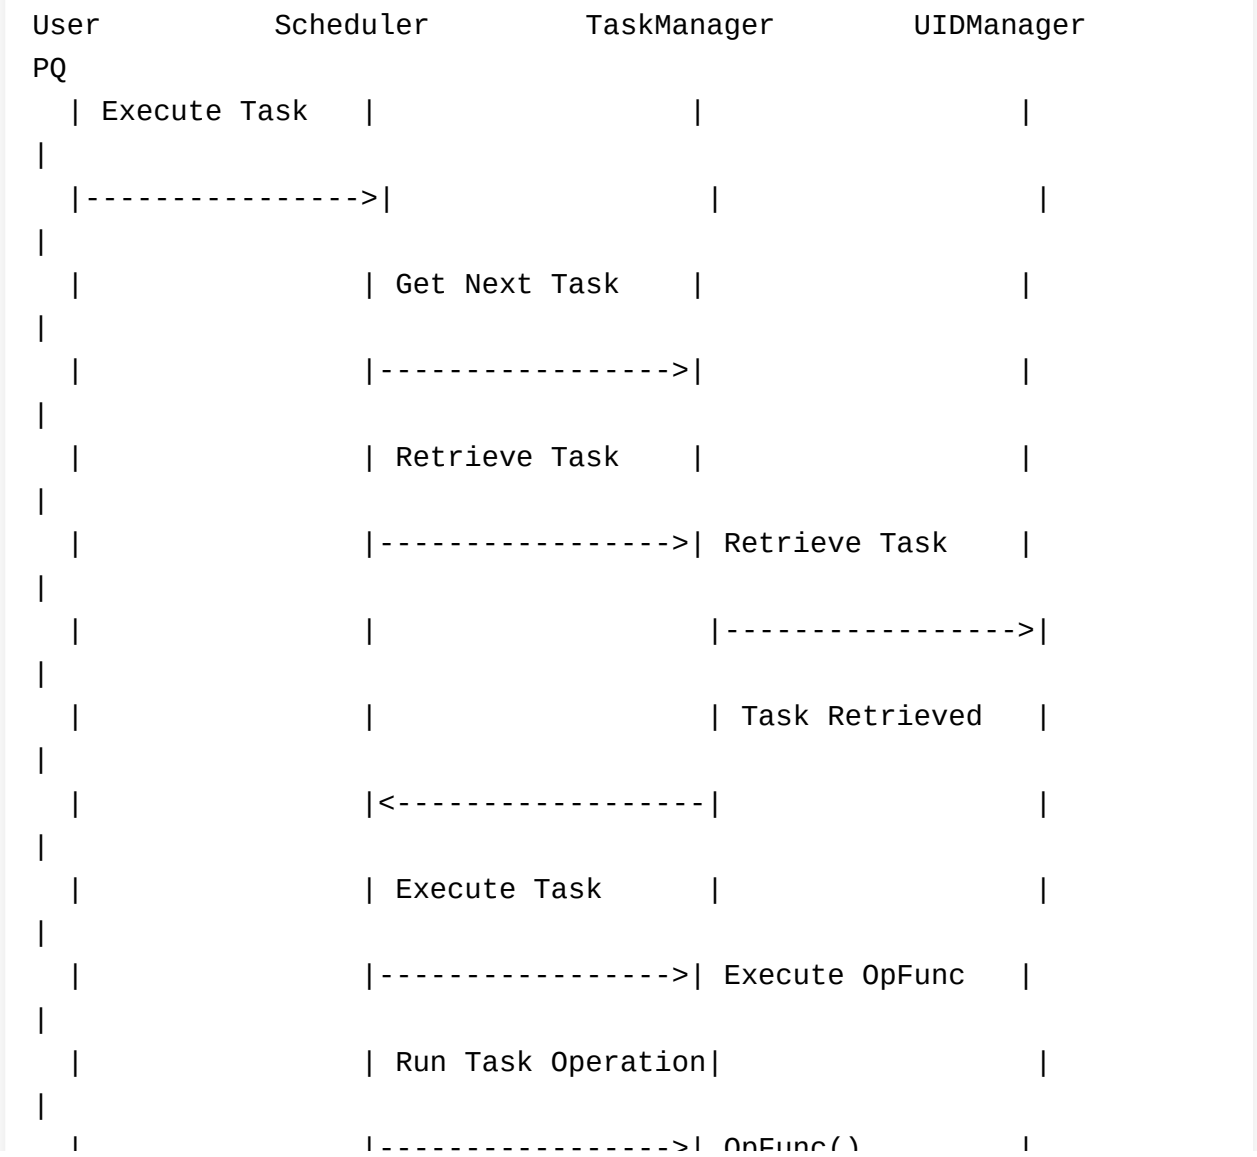 User          Scheduler         TaskManager        UIDManager
PQ
  | Execute Task   |                  |                  |
|
  |---------------->|                  |                  |
|
  |                | Get Next Task    |                  |
|
  |                |----------------->|                  |
|
  |                | Retrieve Task    |                  |
|
  |                |----------------->| Retrieve Task    |
|
  |                |                   |----------------->|
|
  |                |                   | Task Retrieved   |
|
  |                |<------------------|                  |
|
  |                | Execute Task      |                  |
|
  |                |----------------->| Execute OpFunc   |
|
  |                | Run Task Operation|                  |
|
  |                |----------------->| OpFunc()         |